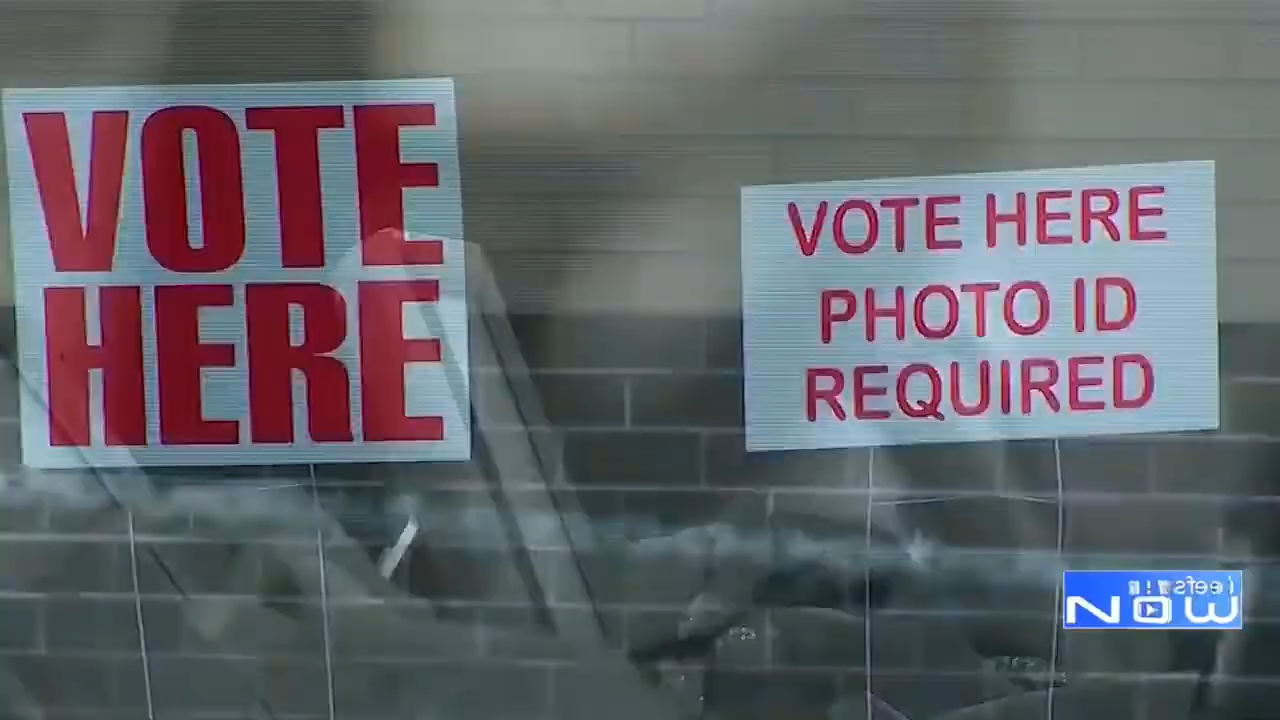 VOTE
HERE
VOTE HERE
PHOTO ID
REQUIRED
NOW